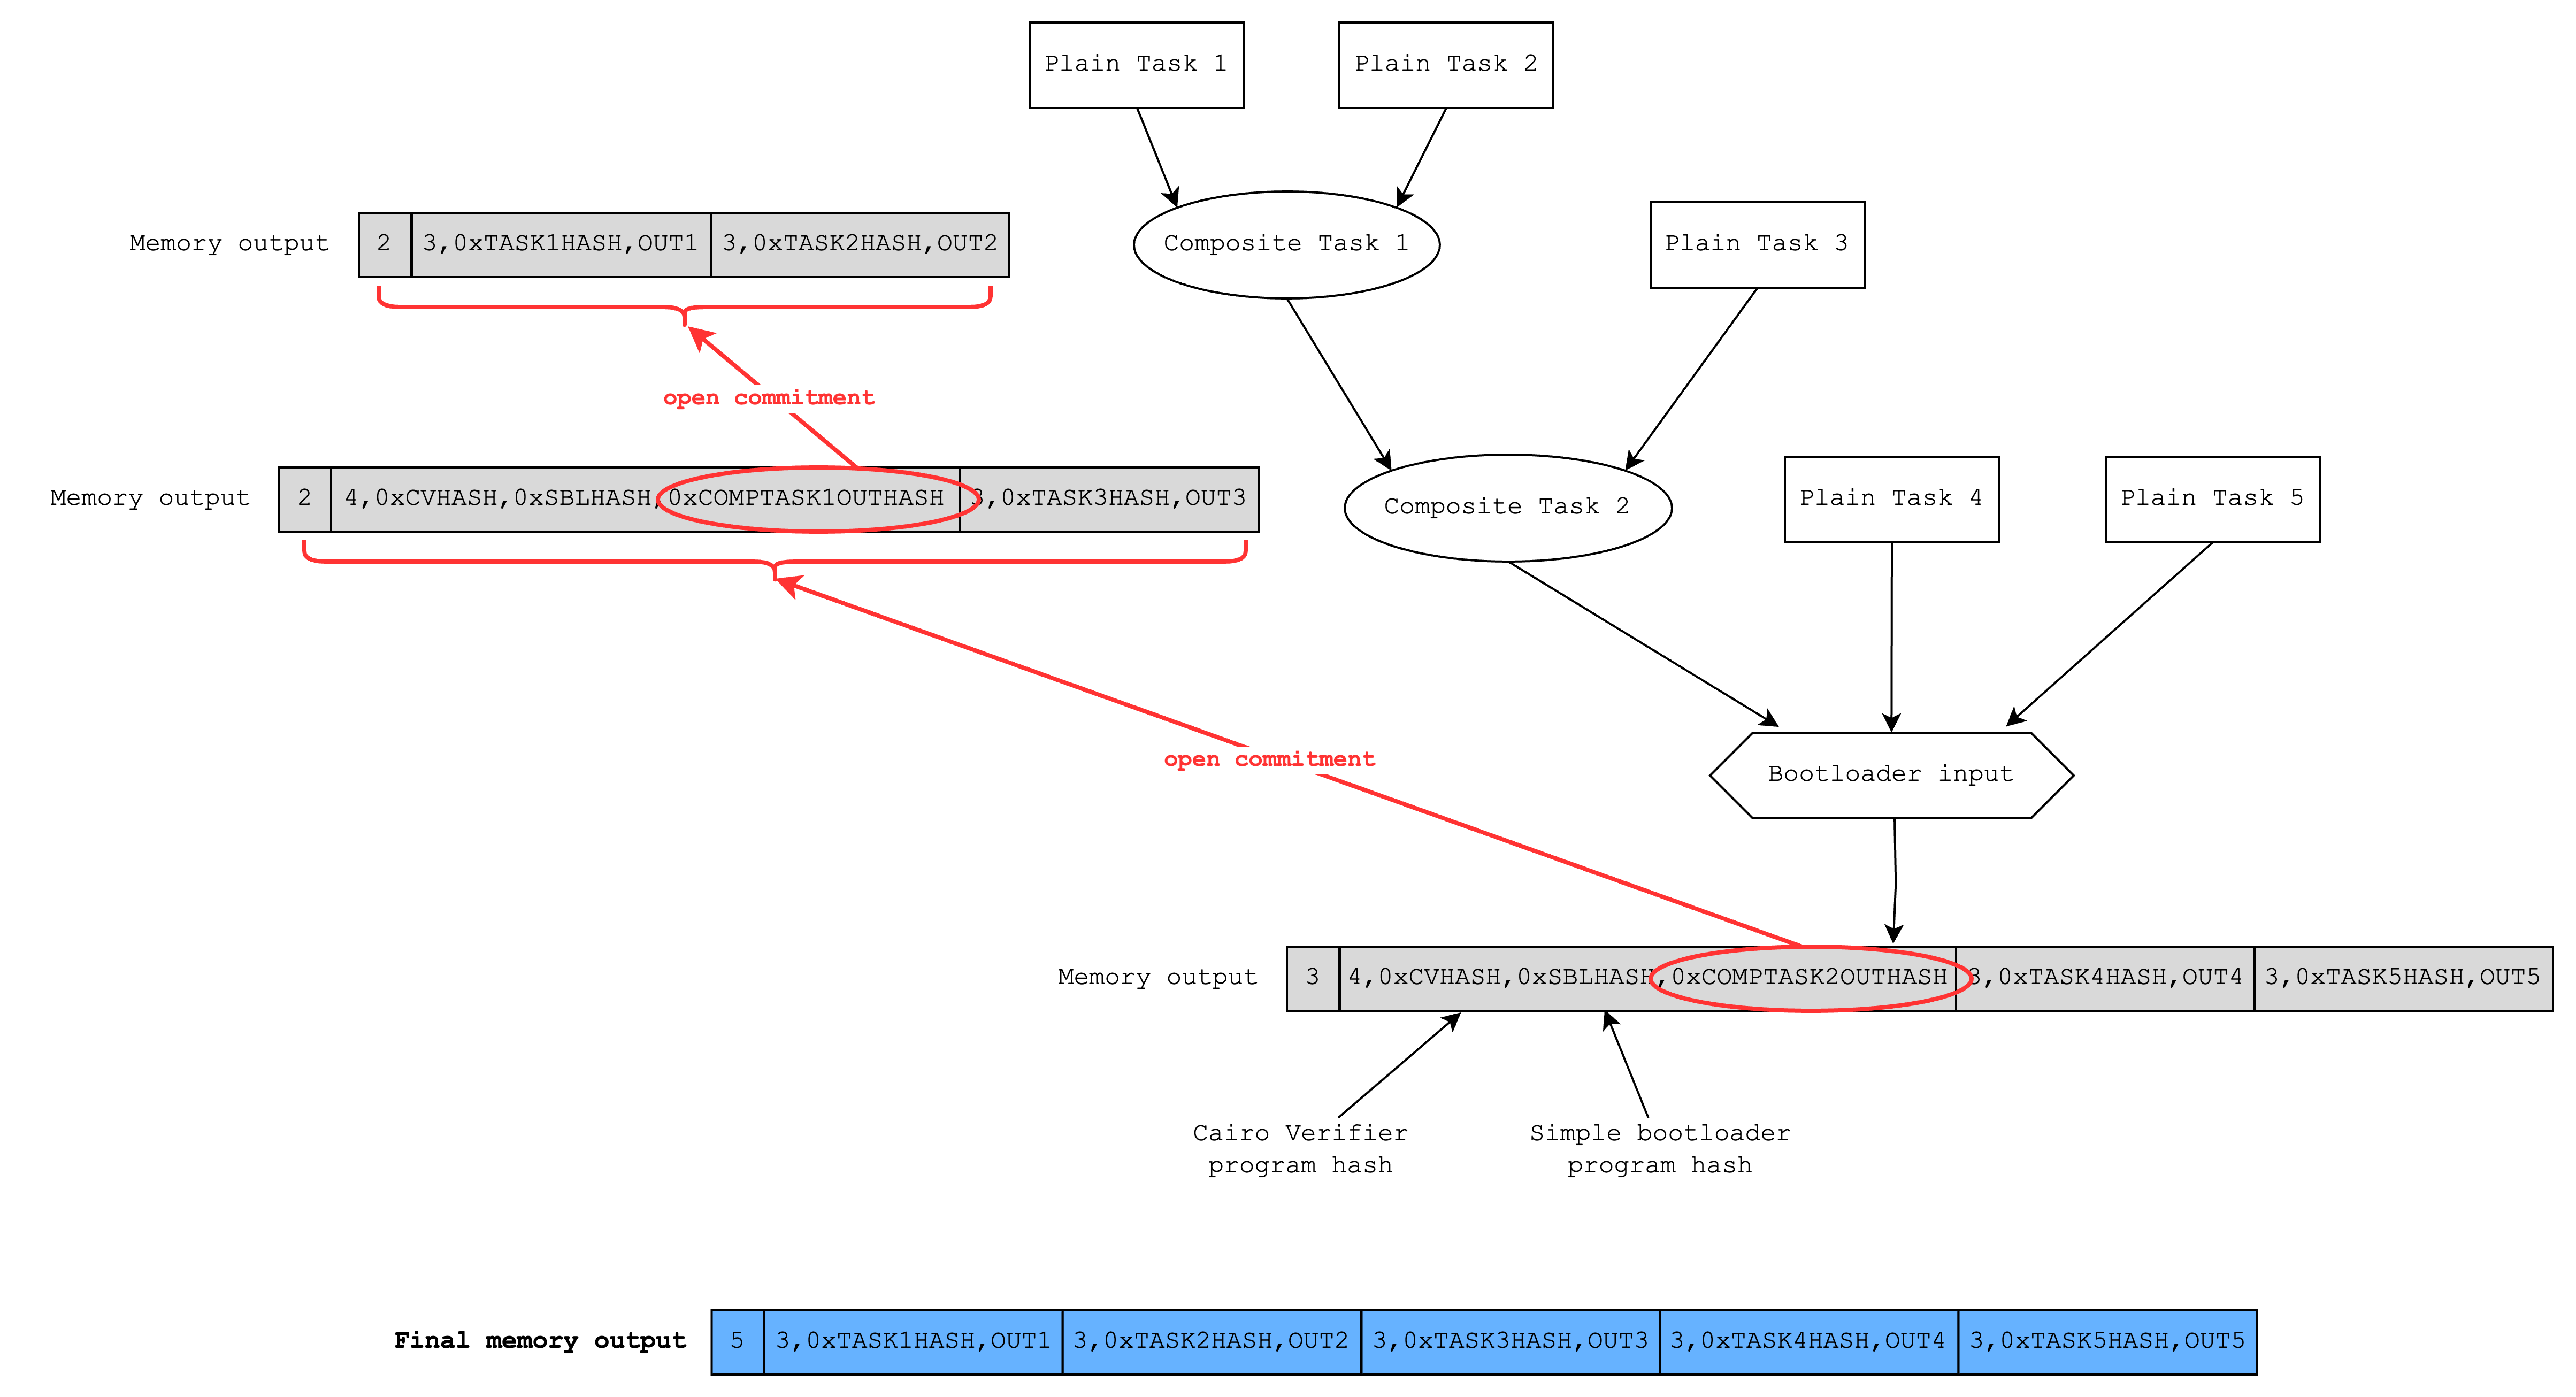 Plain Task 1
Plain Task 2
Memory output
2
3,0xTASK1HASH,OUT1
3,0xTASK2HASH,OUT2
Composite Task 1
Plain Task 3
open commitment
Memory output
2
4,0xCVHASH,0xSBLHASH,0xCOMPTASK1OUTHASH
3,0xTASK3HASH,OUT3
Composite Task 2
Plain Task 4
Plain Task 5
open commitment
Bootloader input
Memory output
3
4,0xCVHASH,0xSBLHASH,0xCOMPTASK2OUTHASH
3,0xTASK4HASH,OUT4
3,0xTASK5HASH,OUT5
Cairo Verifier
program hash
Simple bootloader
program hash
Final memory output
5
3,0xTASK1HASH,OUT1
3,0xTASK2HASH,OUT2
3,0xTASK3HASH,OUT3
3,0xTASK4HASH,OUT4
3,0xTASK5HASH,OUT5